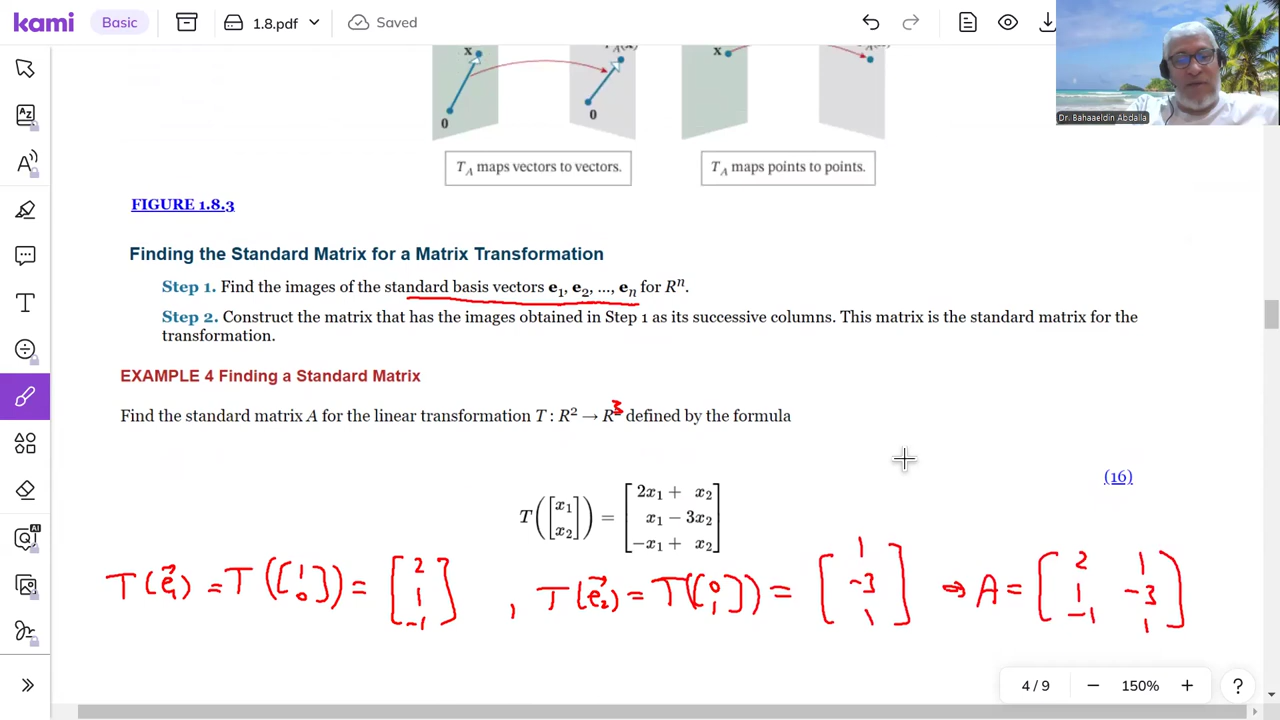 kami Basic 1.8.pdf Saved
Dr. Bahaaeldin Abdalla
x
x
0
0
T_A maps vectors to vectors. T_A maps points to points.
FIGURE 1.8.3
Finding the Standard Matrix for a Matrix Transformation
Step 1. Find the images of the standard basis vectors e₁, e₂, ..., eₙ for Rⁿ.
Step 2. Construct the matrix that has the images obtained in Step 1 as its successive columns. This matrix is the standard matrix for the
transformation.
EXAMPLE 4 Finding a Standard Matrix
Find the standard matrix A for the linear transformation T : R² → R³ defined by the formula
(16)
T([x₁ x₂]) = [2x₁ + x₂ x₁ − 3x₂ −x₁ + x₂]
T(e⃗₁) = T([1 0]) = [2 1 -1] , T(e⃗₂) = T([0 1]) = [1 -3 1] ⇒ A = [2 1 1 -3 -1 1]
4 / 9 − 150% + ?